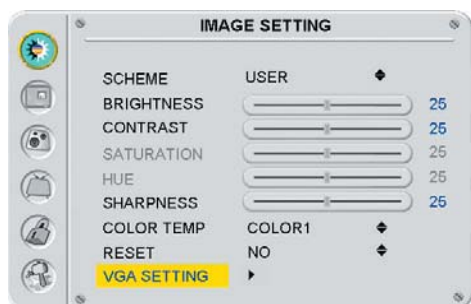 IMAGE SETTING
SCHEME USER
BRIGHTNESS 25
CONTRAST 25
SATURATION 25
HUE 25
SHARPNESS 25
COLOR TEMP COLOR1
RESET NO
VGA SETTING